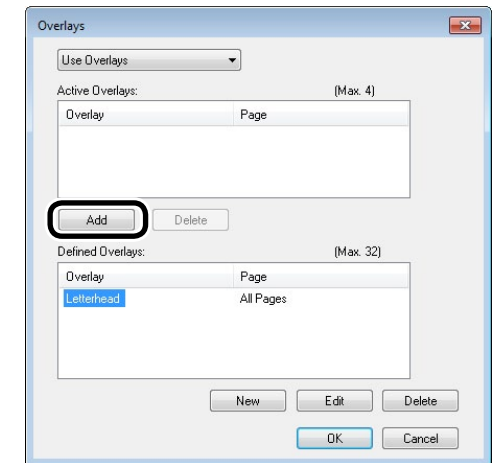 Overlays
Use Overlays
Active Overlays: (Max. 4)
Overlay Page
Add Delete
Defined Overlays: (Max. 32)
Overlay Page
Letterhead All Pages
New Edit Delete
OK Cancel